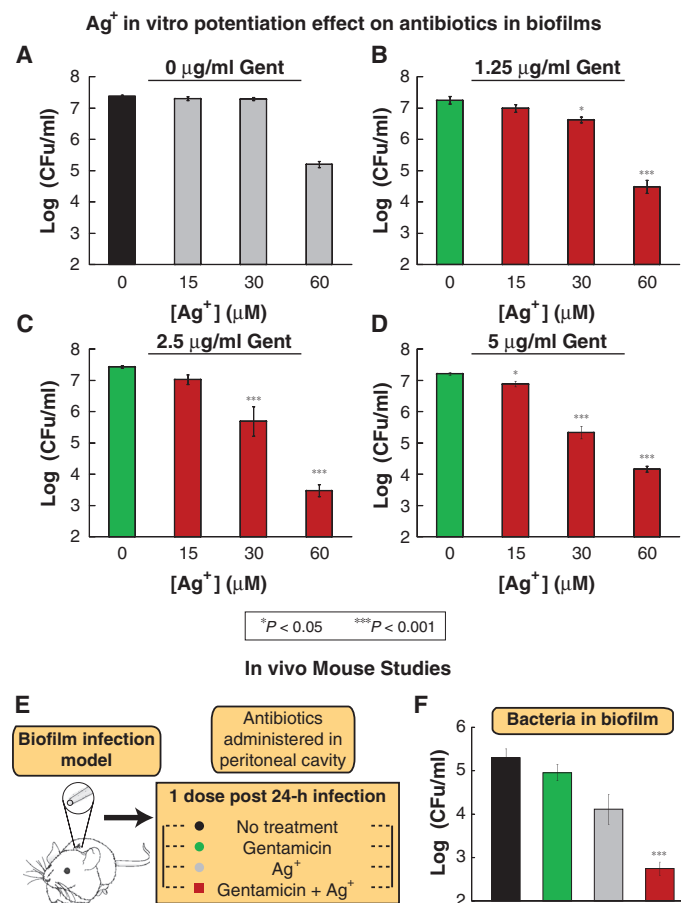 Ag⁺ in vitro potentiation effect on antibiotics in biofilms
A
0 μg/ml Gent
Log (CFu/ml)
8
7
6
5
4
3
2
0 15 30 60
[Ag⁺] (μM)
B
1.25 μg/ml Gent
Log (CFu/ml)
8
7
6
5
4
3
2
*
***
0 15 30 60
[Ag⁺] (μM)
C
2.5 μg/ml Gent
Log (CFu/ml)
8
7
6
5
4
3
2
***
***
0 15 30 60
[Ag⁺] (μM)
D
5 μg/ml Gent
Log (CFu/ml)
8
7
6
5
4
3
2
*
***
***
0 15 30 60
[Ag⁺] (μM)
*P < 0.05 ***P < 0.001
In vivo Mouse Studies
E
Biofilm infection
model
Antibiotics
administered in
peritoneal cavity
1 dose post 24-h infection
No treatment
Gentamicin
Ag⁺
Gentamicin + Ag⁺
F
Bacteria in biofilm
Log (CFu/ml)
6
5
4
3
2
***